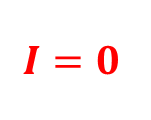 I = 0